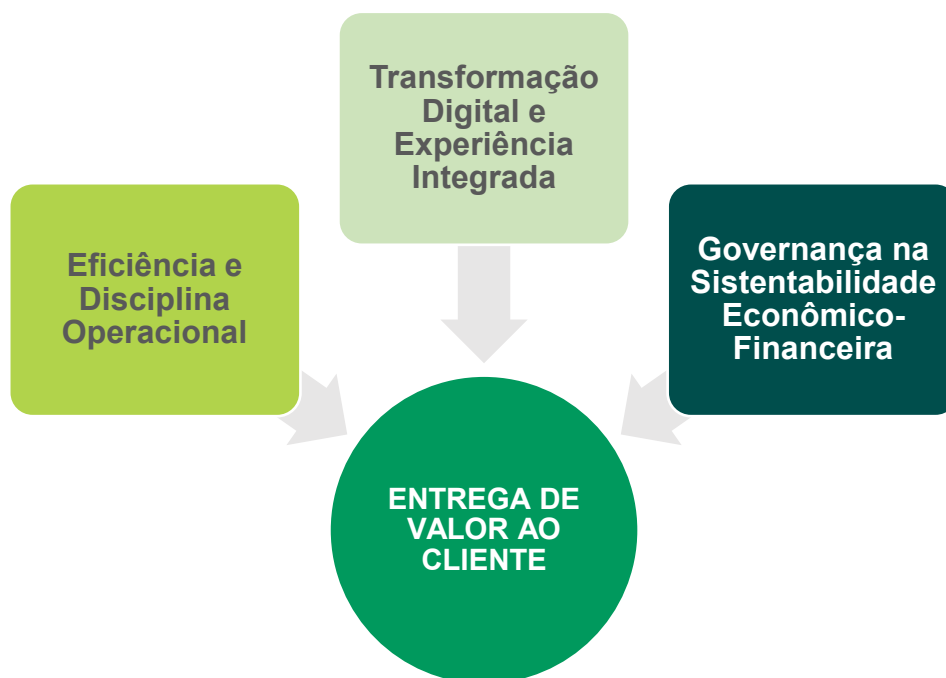 Transformação
Digital e
Experiência
Integrada
Eficiência e
Disciplina
Operacional
Governança na
Sistentabilidade
Econômico-
Financeira
ENTREGA DE
VALOR AO
CLIENTE